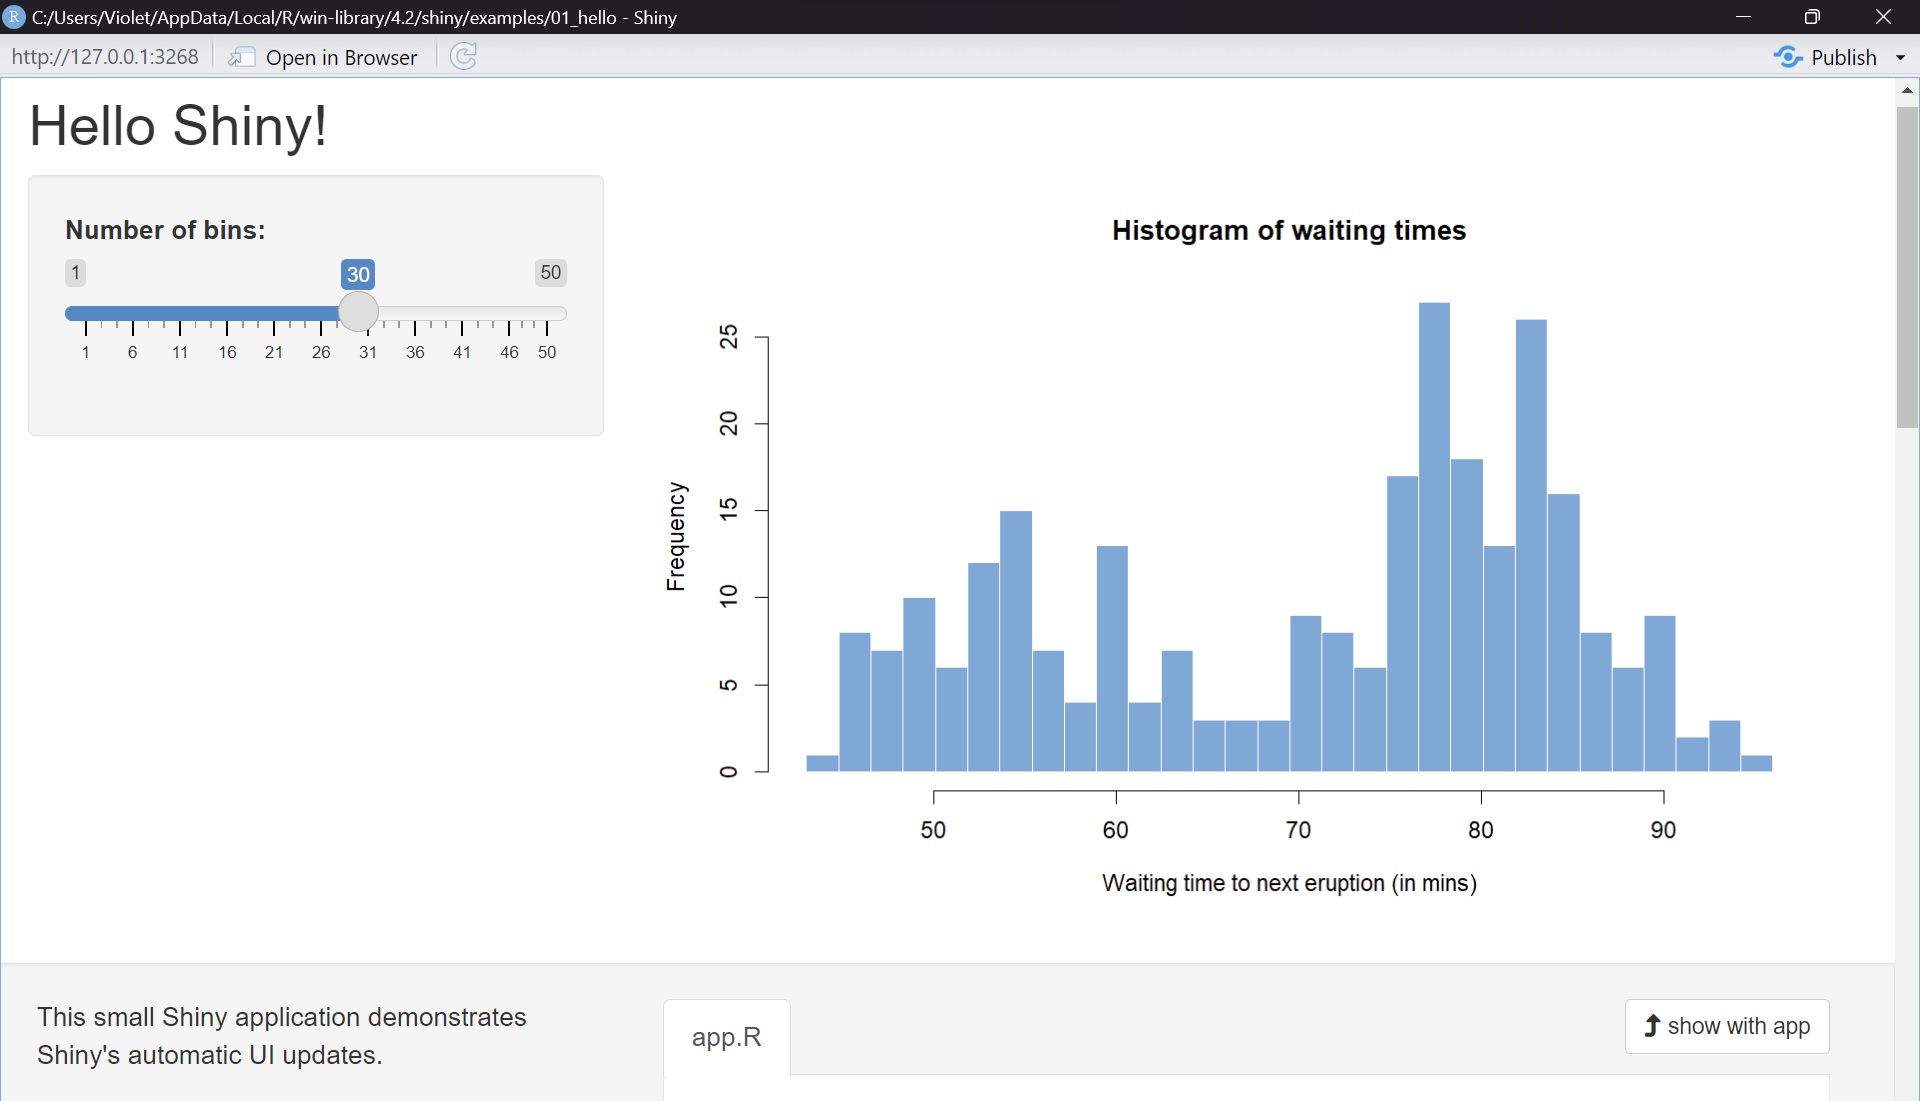 R C:/Users/Violet/AppData/Local/R/win-library/4.2/shiny/examples/01_hello - Shiny
http://127.0.0.1:3268 Open in Browser Publish
Hello Shiny!
Number of bins:
1 30 50
1 6 11 16 21 26 31 36 41 46 50
Histogram of waiting times
Frequency
25
20
15
10
5
0
50 60 70 80 90
Waiting time to next eruption (in mins)
This small Shiny application demonstrates
Shiny's automatic UI updates.
app.R
show with app